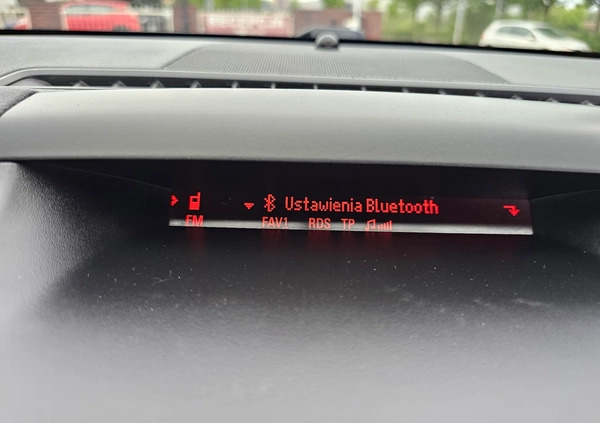 Ustawienia Bluetooth
FM FAV1 RDS TP